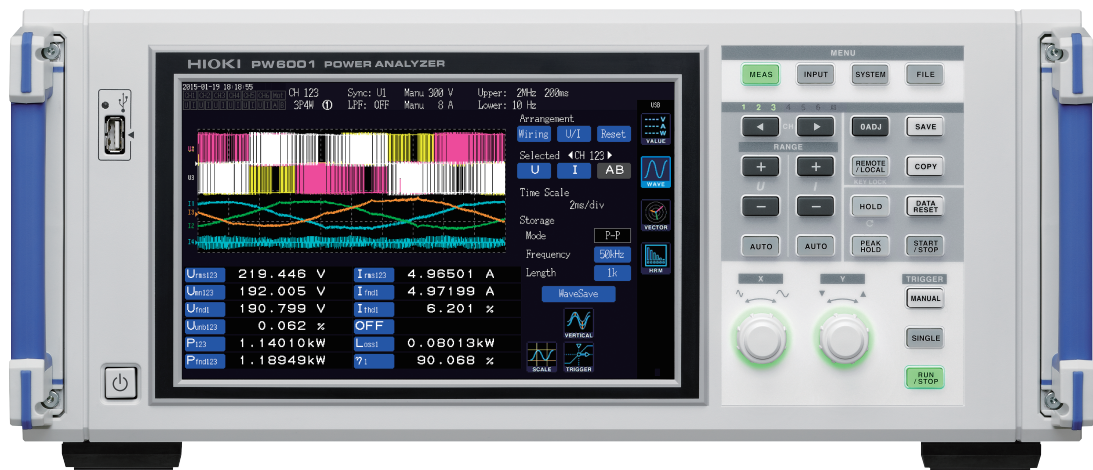 HIOKI PW6001 POWER ANALYZER
2015-01-19 18:18:55
CH 123 Sync: U1 Manu 300 V Upper: 2MHz 200ms
3P4W ① LPF: OFF Manu 8 A Lower: 10 Hz
USB
Arrangement
Wiring U/I Reset
Selected ◀CH 123▶
U I AB
Time Scale
2ms/div
Storage
Mode P-P
Frequency 50kHz
Length 1k
WaveSave
VERTICAL
SCALE TRIGGER
V
A
W
VALUE
WAVE
VECTOR
HRM
U3
I1
I3
I2
I4
Urms123 219.446 V Irms123 4.96501 A
Umn123 192.005 V Ifnd1 4.97199 A
Ufnd1 190.799 V Ithd1 6.201 %
Uunb123 0.062 % OFF
P123 1.14010kW Loss1 0.08013kW
Pfnd123 1.18949kW η1 90.068 %
MENU
MEAS INPUT SYSTEM FILE
1 2 3 4 5 6
◀ CH ▶ 0ADJ SAVE
RANGE
+ + REMOTE /LOCAL COPY
KEY LOCK
U I
− − HOLD DATA RESET
AUTO AUTO PEAK HOLD START /STOP
X Y TRIGGER
MANUAL
SINGLE
RUN /STOP